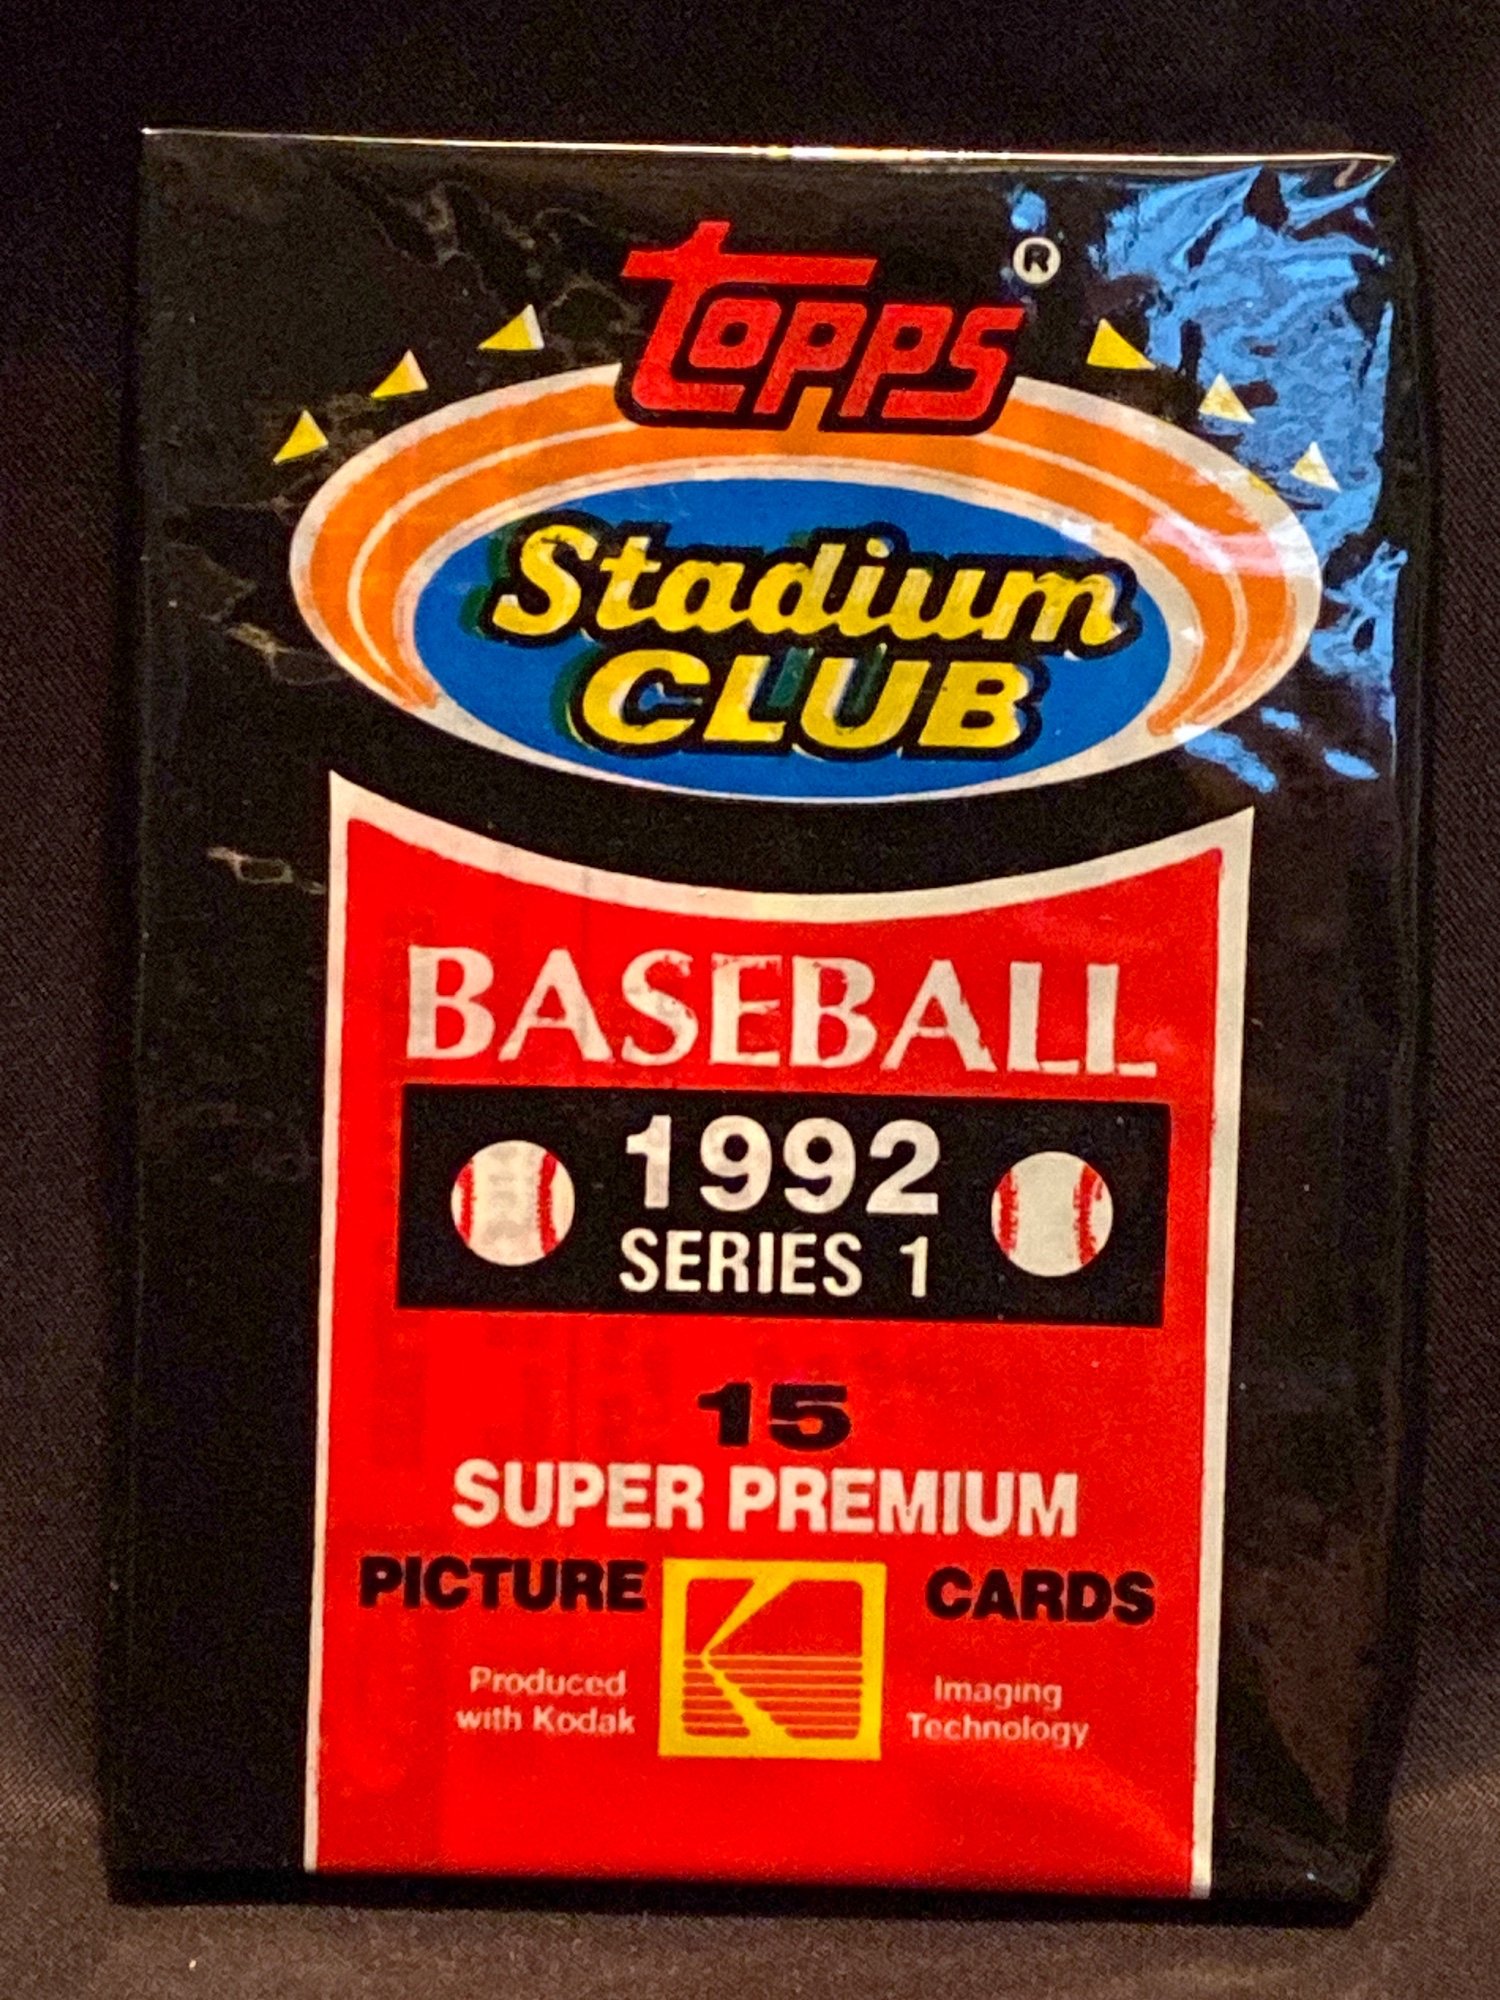 Topps ®
Stadium
CLUB
BASEBALL
1992
SERIES 1
15
SUPER PREMIUM
PICTURE CARDS
Produced Imaging
with Kodak Technology